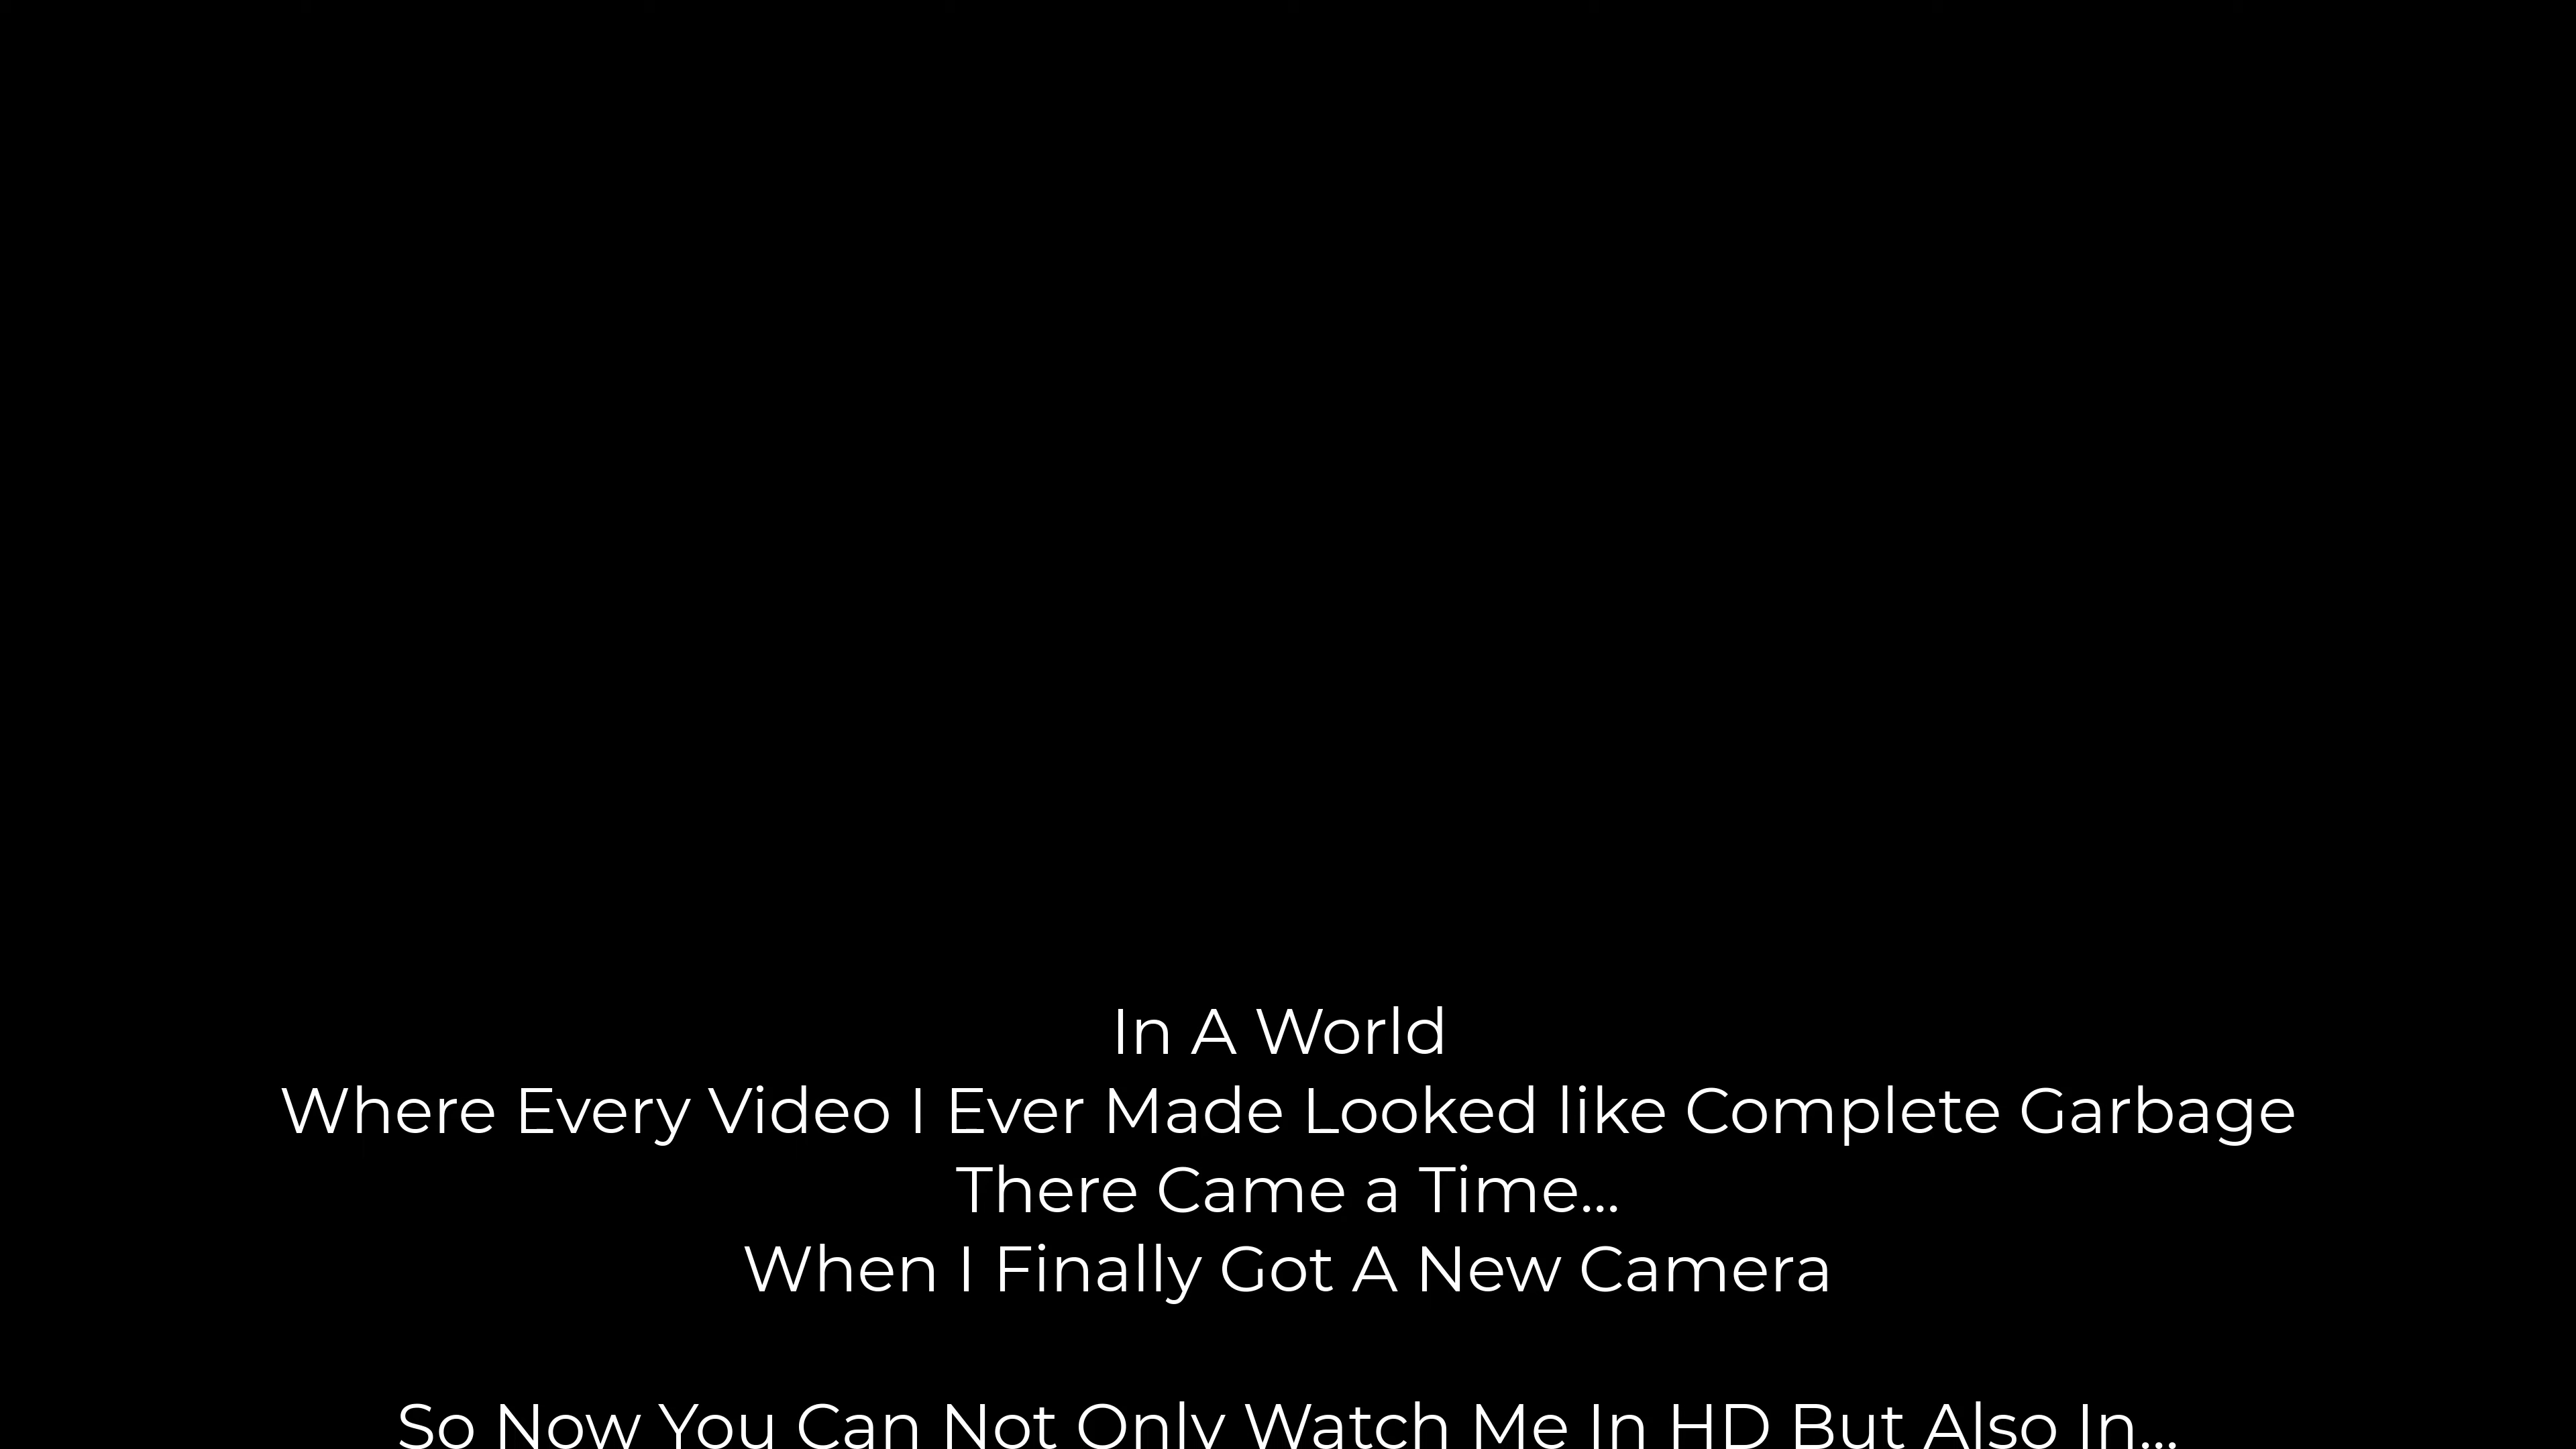 In A World
Where Every Video I Ever Made Looked like Complete Garbage
There Came a Time...
When I Finally Got A New Camera
So Now You Can Not Only Watch Me In HD But Also In...